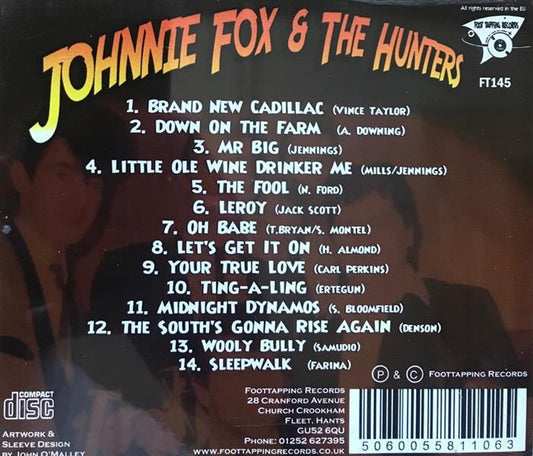 All rights reserved in the EU
FOOT TAPPING RECORDS
FT145
JOHNNIE FOX & THE HUNTERS
1. BRAND NEW CADILLAC (VINCE TAYLOR)
2. DOWN ON THE FARM (A. DOWNING)
3. MR BIG (JENNINGS)
4. LITTLE OLE WINE DRINKER ME (MILLS/JENNINGS)
5. THE FOOL (N. FORD)
6. LEROY (JACK SCOTT)
7. OH BABE (T.BRYAN/S. MONTEL)
8. LET'S GET IT ON (H. ALMOND)
9. YOUR TRUE LOVE (CARL PERKINS)
10. TING-A-LING (ERTEGUN)
11. MIDNIGHT DYNAMOS (S. BLOOMFIELD)
12. THE SOUTH'S GONNA RISE AGAIN (DENSON)
13. WOOLY BULLY (SAMUDIO)
14. SLEEPWALK (FARINA)
P & C FOOTTAPPING RECORDS
COMPACT
disc
ARTWORK &
SLEEVE DESIGN
BY JOHN O'MALLEY
FOOTTAPPING RECORDS
28 CRANFORD AVENUE
CHURCH CROOKHAM
FLEET. HANTS
GU52 6QU
PHONE: 01252 627395
WWW.FOOTTAPPINGRECORDS.CO.UK
5060055811063